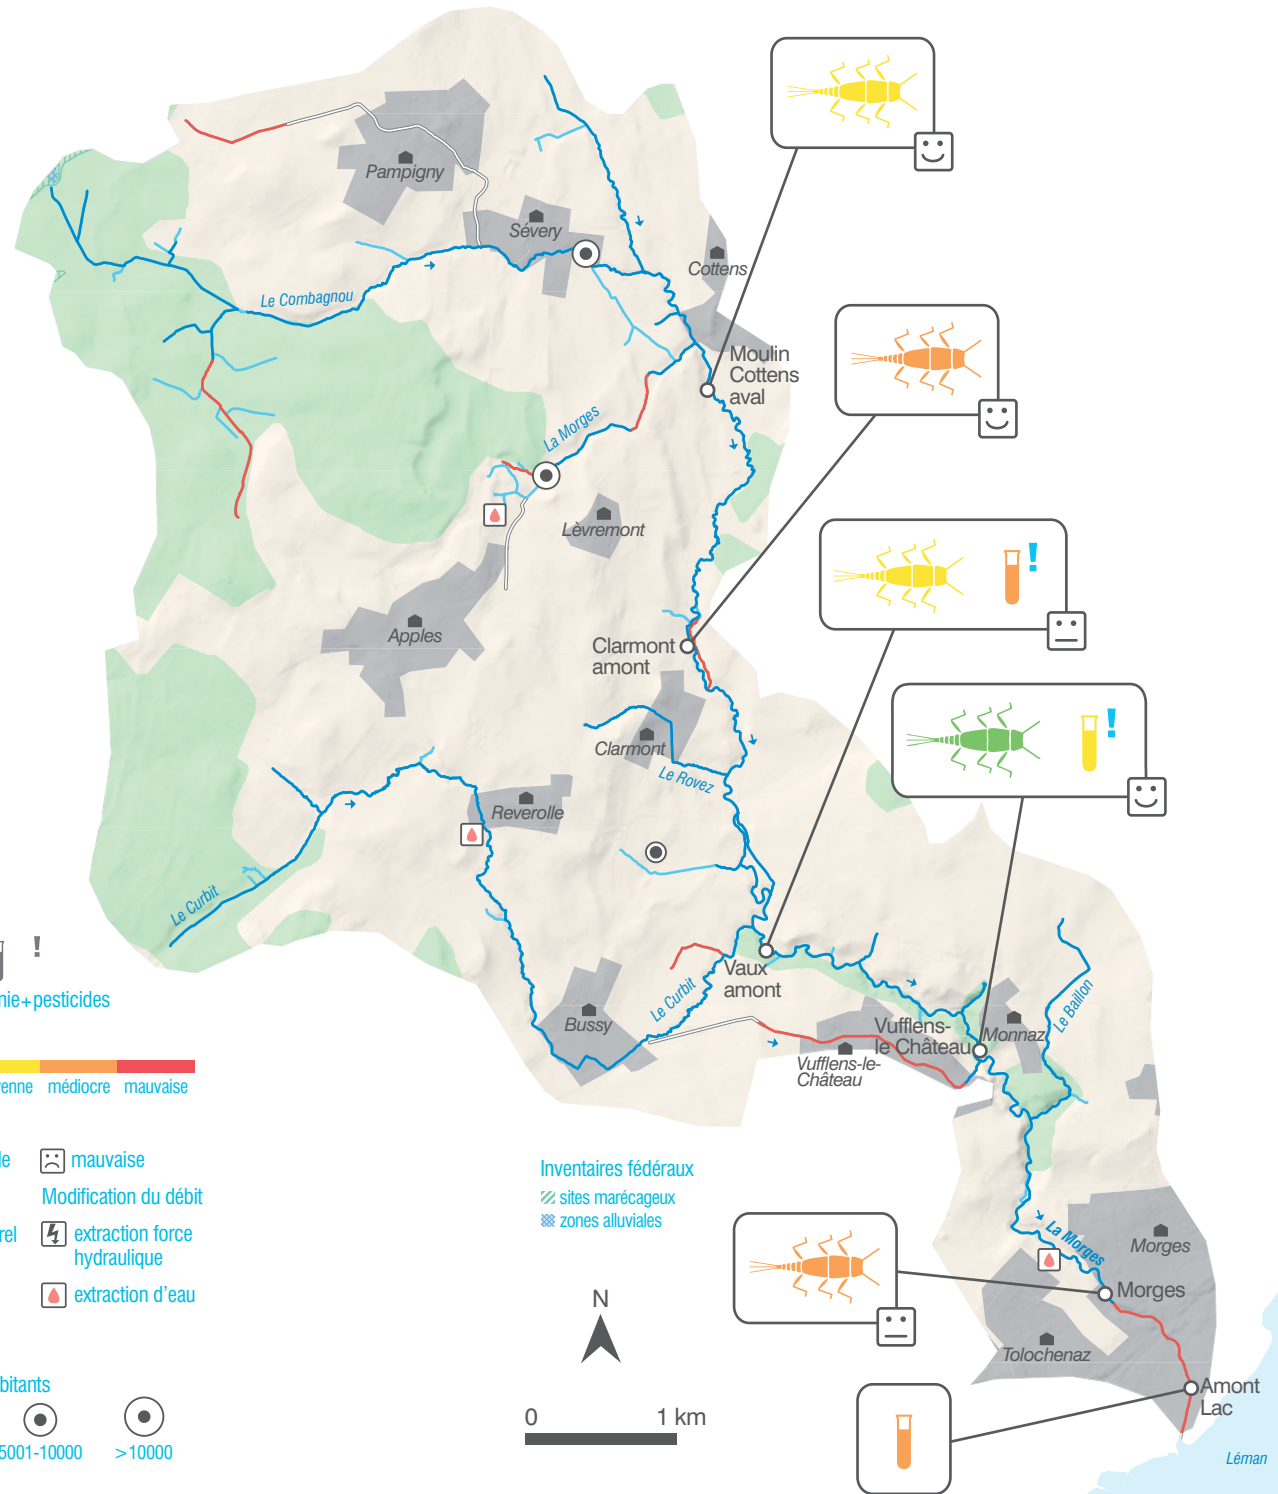 Pampigny
Sévery
Cottens
Le Combagnou
Moulin
Cottens
aval
La Morges
Lèvremont
Apples
Clarmont
amont
Clarmont
Le Rovez
Reverolle
Le Curbit
!
!
Vaux
amont
Le Curbit
Bussy
Vufflens-
le Château
Monnaz
Le Baillon
Vufflens-le-
Château
La Morges
Morges
Morges
Tolochenaz
Amont
Lac
Léman
!
nie+pesticides
enne médiocre mauvaise
le mauvaise
Modification du débit
rel extraction force
hydraulique
extraction d'eau
bitants
5001-10000 >10000
Inventaires fédéraux
sites marécageux
zones alluviales
N
0 1 km